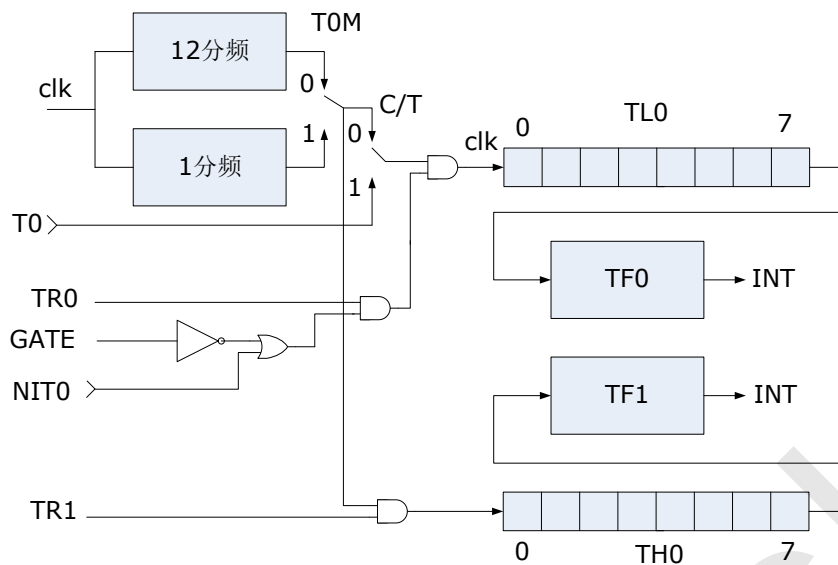 T0M
12分频
clk
0
C/T
1
0
1分频
1
T0
clk
0
TL0
7
TF0
INT
TR0
GATE
NIT0
TF1
INT
TR1
0
TH0
7